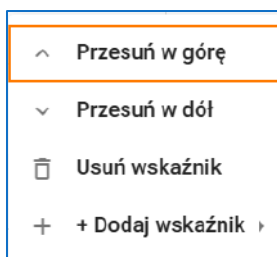 Przesuń w górę
Przesuń w dół
Usuń wskaźnik
+ Dodaj wskaźnik